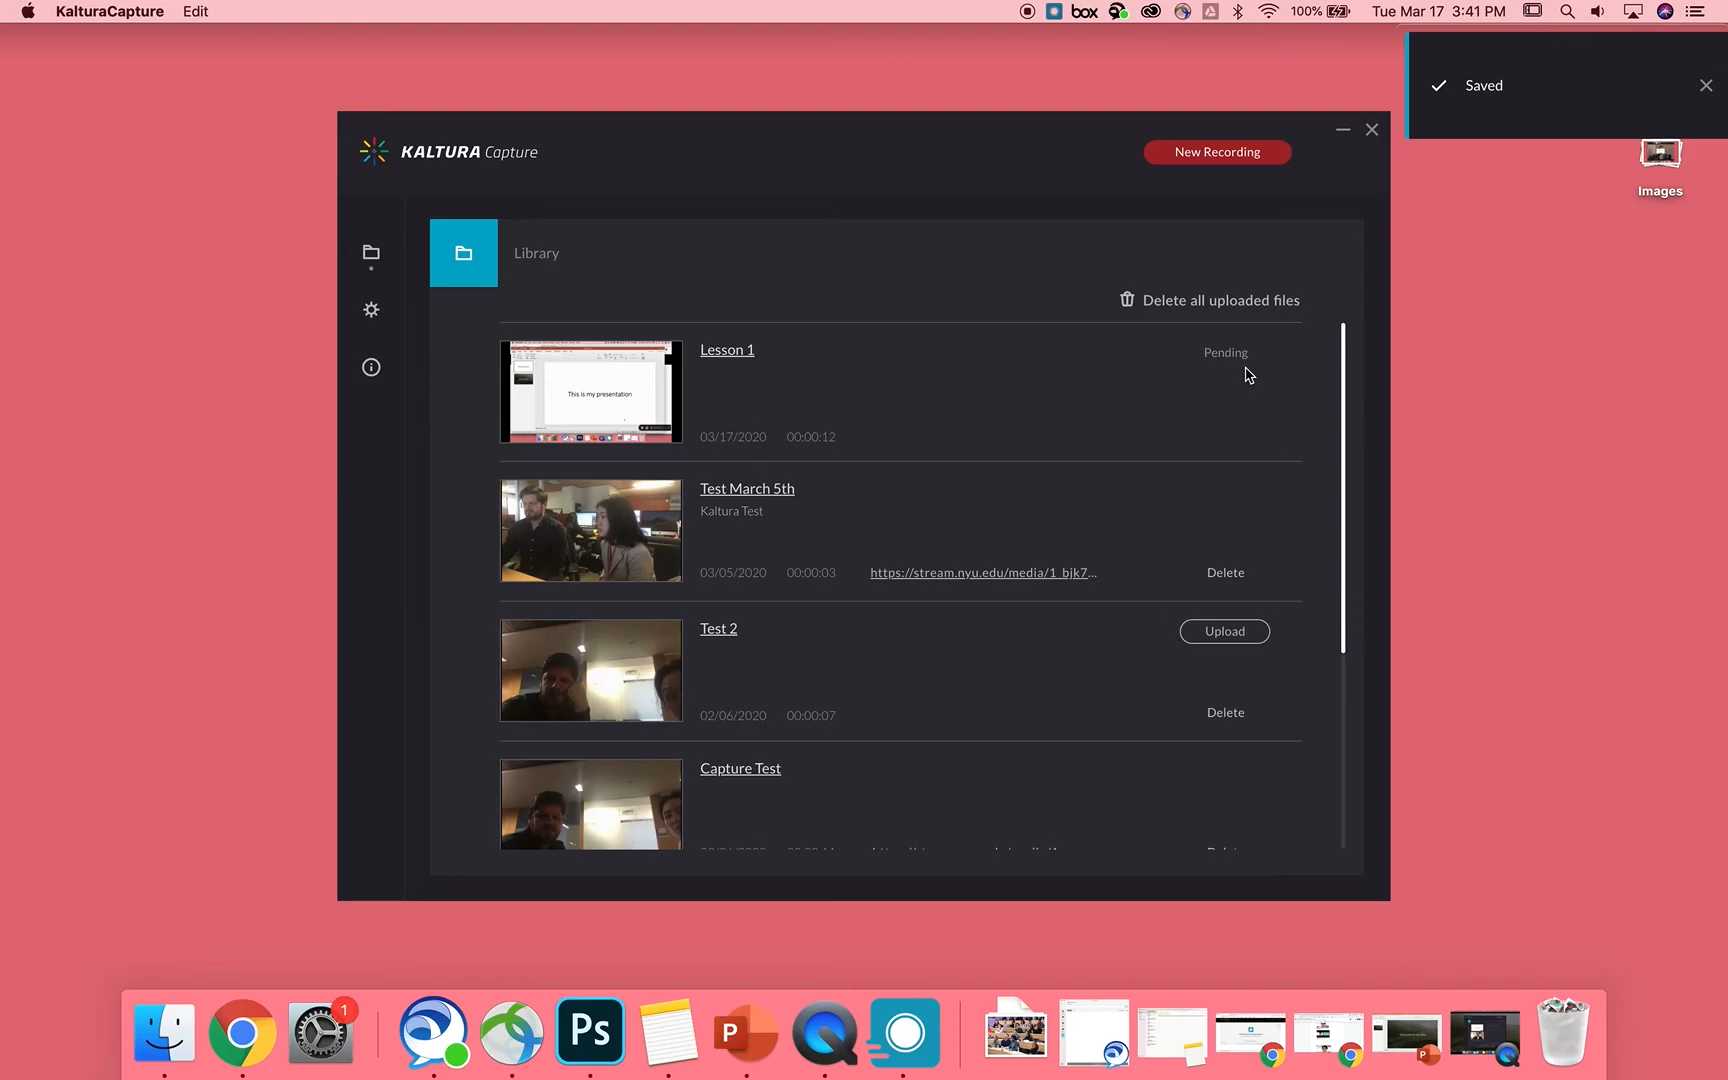 KalturaCapture Edit
box
100%
Tue Mar 17 3:41 PM
Saved
Images
KALTURA Capture
New Recording
Library
Delete all uploaded files
Lesson 1
Pending
This is my presentation
03/17/2020 00:00:12
Test March 5th
Kaltura Test
03/05/2020 00:00:03 https://stream.nyu.edu/media/1_bjk7... Delete
Test 2
Upload
02/06/2020 00:00:07 Delete
Capture Test
1
Ps
P